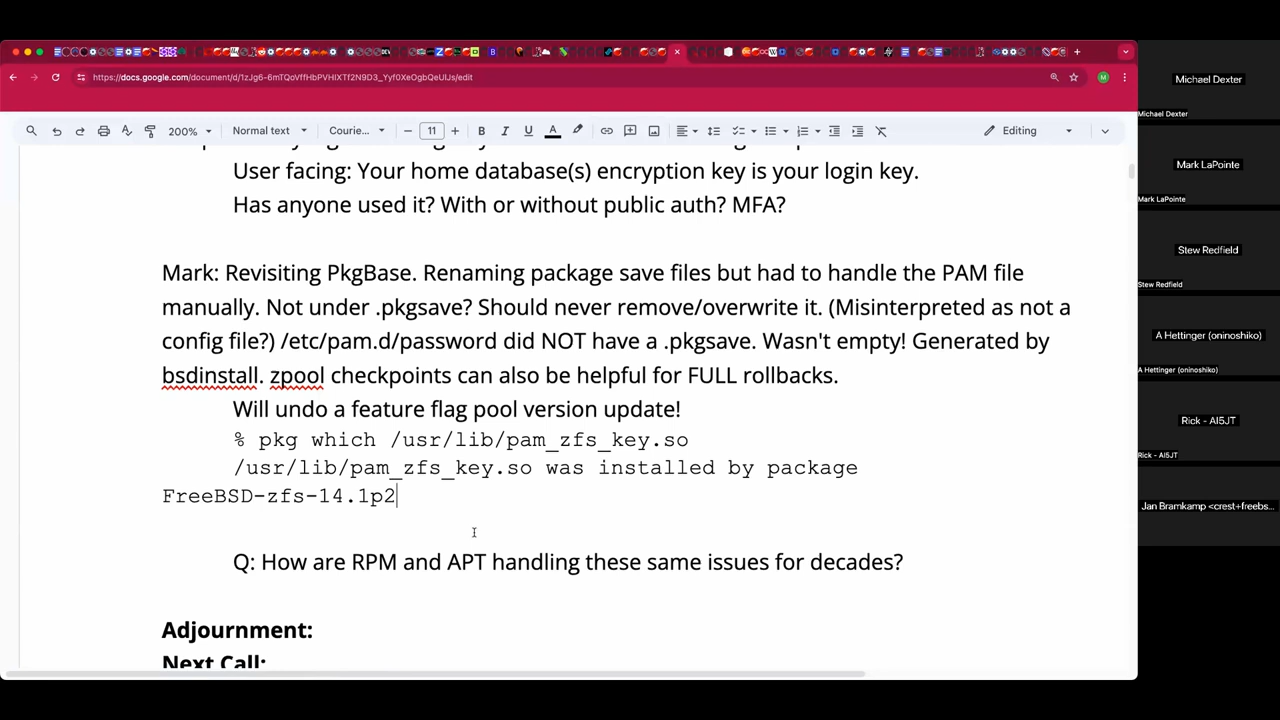 https://docs.google.com/document/d/1zJg6-6mTQoVffHbPVHIXTf2N9D3_Yyf0XeOgbQeUIJs/edit
200%
Normal text
Courie...
11
Editing
User facing: Your home database(s) encryption key is your login key.
Has anyone used it? With or without public auth? MFA?
Mark: Revisiting PkgBase. Renaming package save files but had to handle the PAM file
manually. Not under .pkgsave? Should never remove/overwrite it. (Misinterpreted as not a
config file?) /etc/pam.d/password did NOT have a .pkgsave. Wasn't empty! Generated by
bsdinstall. zpool checkpoints can also be helpful for FULL rollbacks.
Will undo a feature flag pool version update!
% pkg which /usr/lib/pam_zfs_key.so
/usr/lib/pam_zfs_key.so was installed by package
FreeBSD-zfs-14.1p2
Q: How are RPM and APT handling these same issues for decades?
Adjournment:
Next Call:
Michael Dexter
Michael Dexter
Mark LaPointe
Mark LaPointe
Stew Redfield
Stew Redfield
A Hettinger (oninoshiko)
A Hettinger (oninoshiko)
Rick - AI5JT
Rick - AI5JT
Jan Bramkamp <crest+freebs...